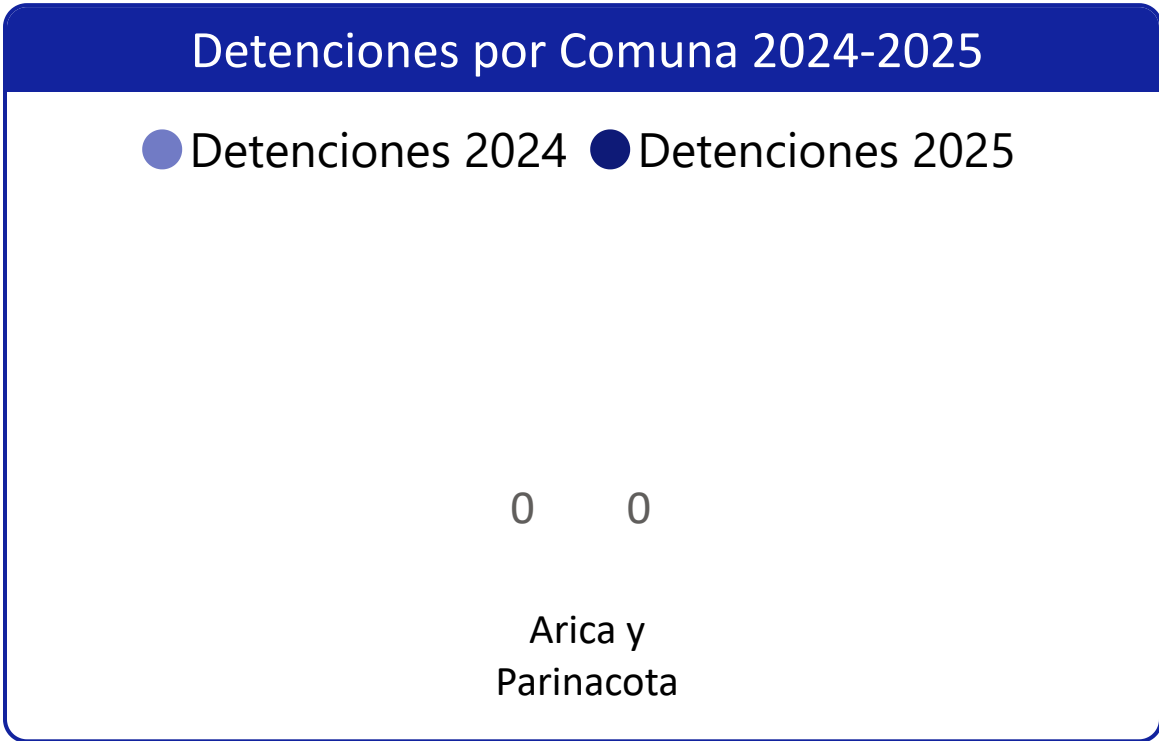 Detenciones por Comuna 2024-2025
Detenciones 2024 Detenciones 2025
0 0
Arica y
Parinacota